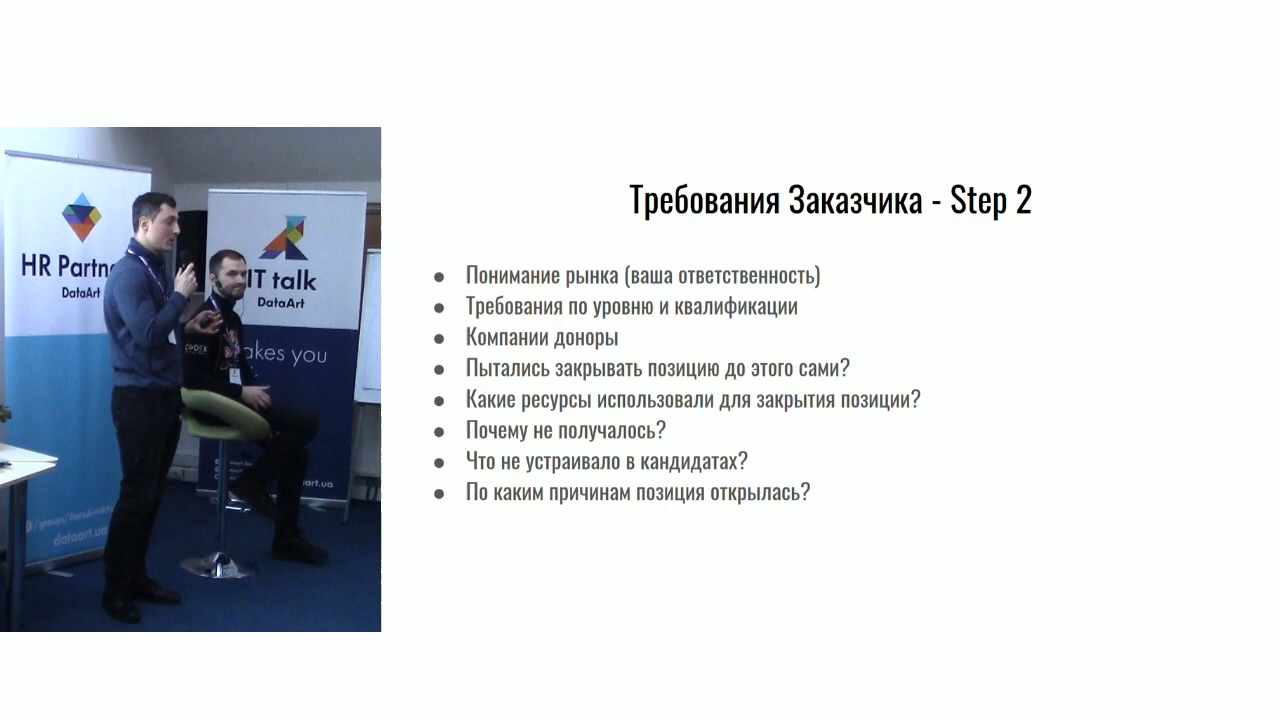 Требования Заказчика - Step 2
● Понимание рынка (ваша ответственность)
● Требования по уровню и квалификации
● Компании доноры
● Пытались закрывать позицию до этого сами?
● Какие ресурсы использовали для закрытия позиции?
● Почему не получалось?
● Что не устраивало в кандидатах?
● По каким причинам позиция открылась?
HR Partne
DataArt
IT talk
DataArt
akes you
dataart.ua